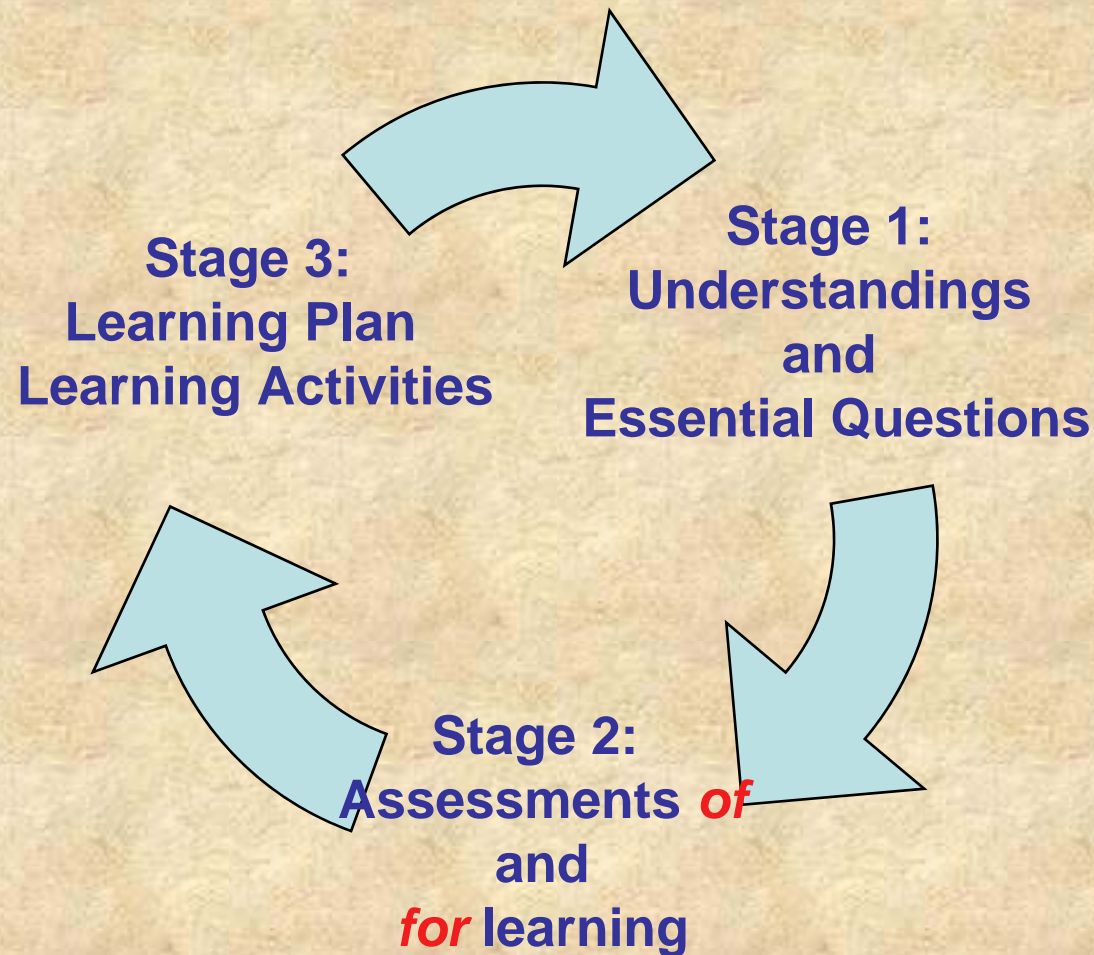 Stage 1:
Understandings
and
Essential Questions
Stage 2:
Assessments of
and
for learning
Stage 3:
Learning Plan
Learning Activities